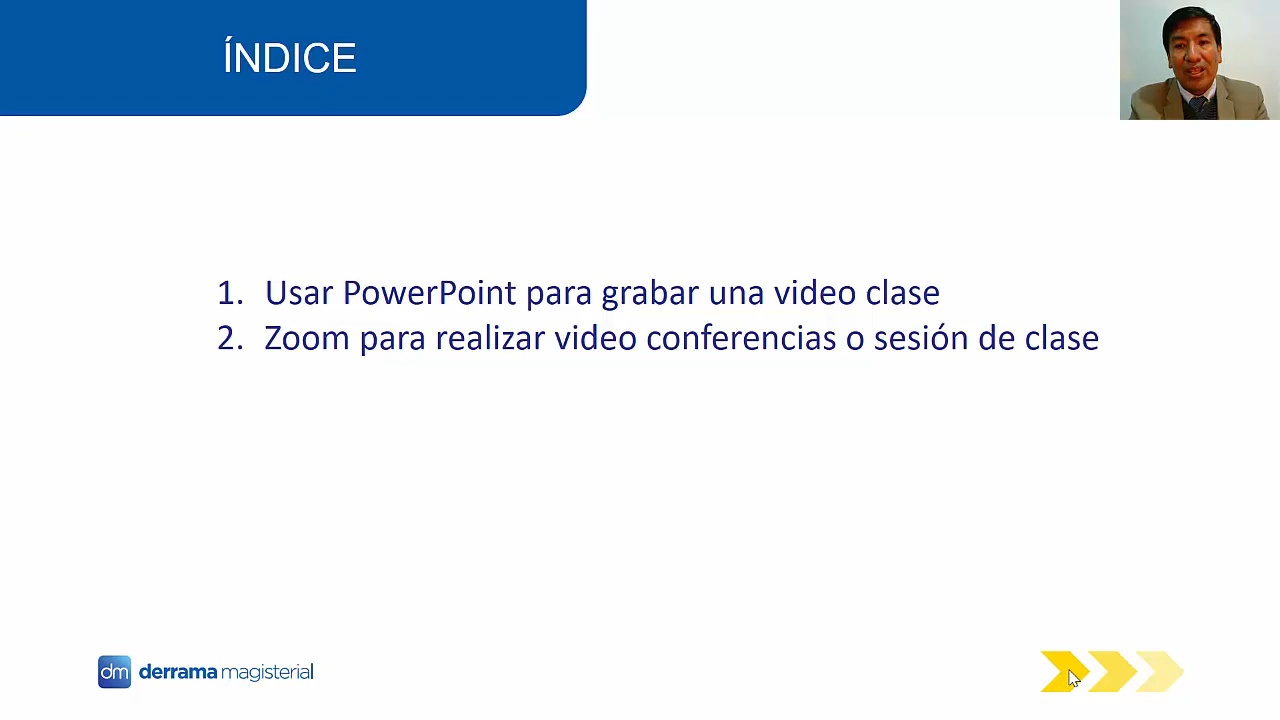 ÍNDICE
1. Usar PowerPoint para grabar una video clase
2. Zoom para realizar video conferencias o sesión de clase
dm derrama magisterial